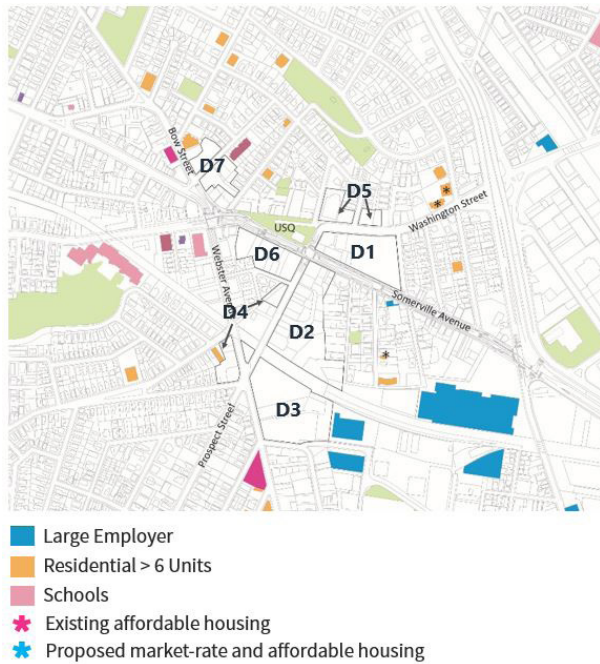 Bow Street
D7
D5
Washington Street
USQ
D1
D6
Webster Avenue
Somerville Avenue
D4
D2
D3
Prospect Street
Large Employer
Residential > 6 Units
Schools
Existing affordable housing
Proposed market-rate and affordable housing